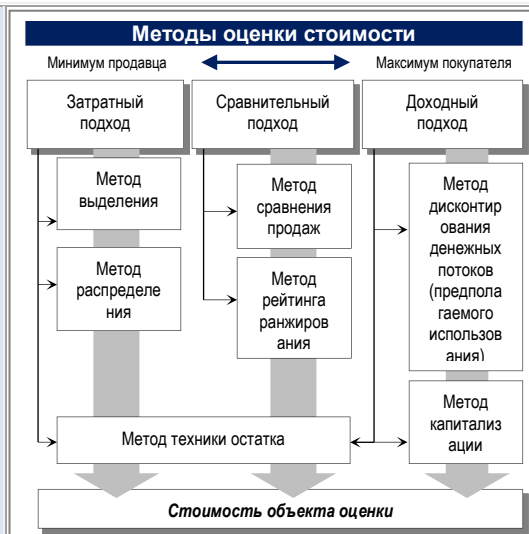 Методы оценки стоимости
Минимум продавца
Максимум покупателя
Затратный
подход
Сравнительный
подход
Доходный
подход
Метод
выделения
Метод
распределе
ния
Метод
сравнения
продаж
Метод
рейтинга
ранжиров
ания
Метод
дисконтир
ования
денежных
потоков
(предпола
гаемого
использов
ания)
Метод
капитализ
ации
Метод техники остатка
Стоимость объекта оценки